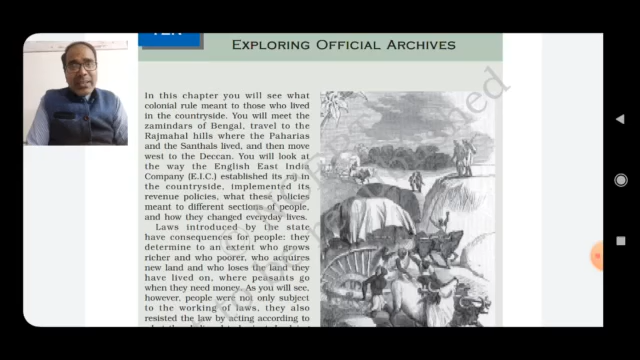 TEN
EXPLORING OFFICIAL ARCHIVES
In this chapter you will see what
colonial rule meant to those who lived
in the countryside. You will meet the
zamindars of Bengal, travel to the
Rajmahal hills where the Paharias
and the Santhals lived, and then move
west to the Deccan. You will look at
the way the English East India
Company (E.I.C.) established its raj in
the countryside, implemented its
revenue policies, what these policies
meant to different sections of people,
and how they changed everyday lives.
Laws introduced by the state
have consequences for people: they
determine to an extent who grows
richer and who poorer, who acquires
new land and who loses the land they
have lived on, where peasants go
when they need money. As you will see,
however, people were not only subject
to the working of laws, they also
resisted the law by acting according to